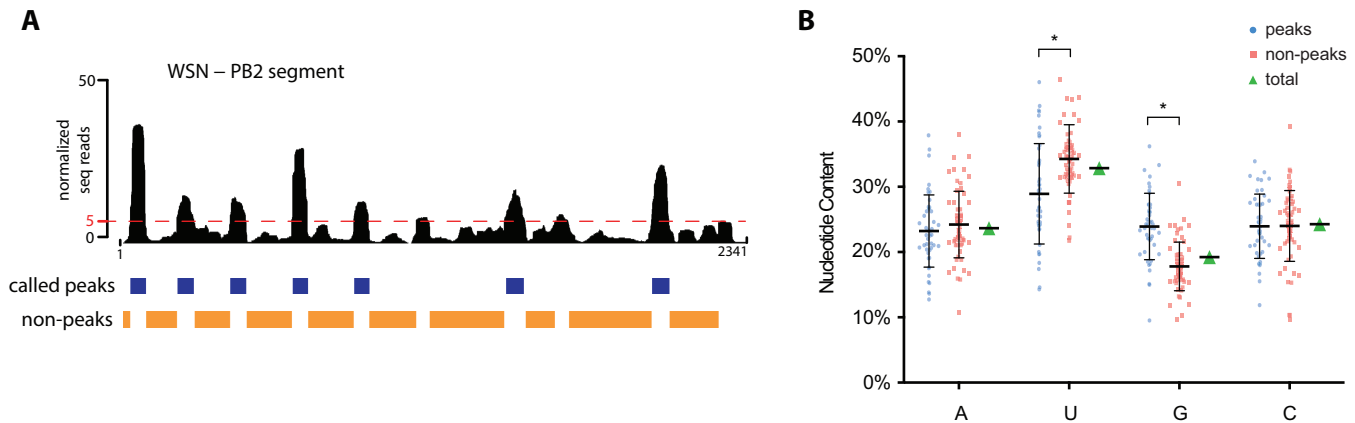 A
WSN – PB2 segment
50
normalized
seq reads
5
0
1
2341
called peaks
non-peaks
B
peaks
non-peaks
total
*
*
50%
40%
30%
20%
10%
0%
Nucleotide Content
A U G C